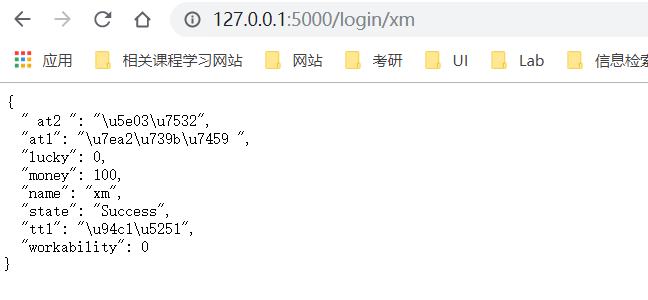 127.0.0.1:5000/login/xm
应用 相关课程学习网站 网站 考研 UI Lab 信息检索
{
" at2 ": "\u5e03\u7532",
"at1": "\u7ea2\u739b\u7459 ",
"lucky": 0,
"money": 100,
"name": "xm",
"state": "Success",
"tt1": "\u94c1\u5251",
"workability": 0
}